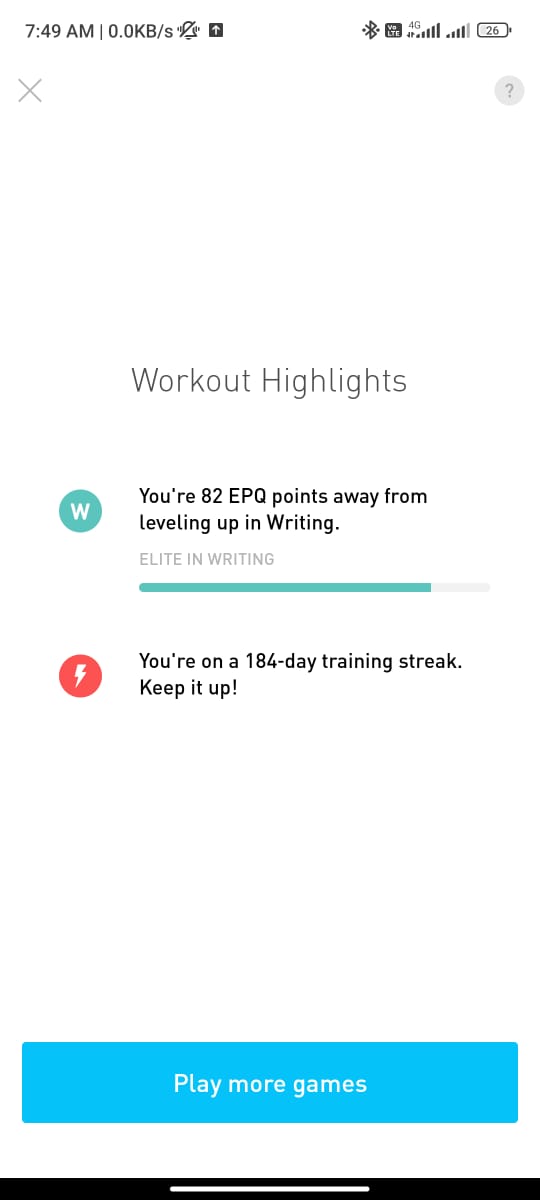 7:49 AM | 0.0KB/s
Vo LTE 4G 26
?
Workout Highlights
W
You're 82 EPQ points away from
leveling up in Writing.
ELITE IN WRITING
You're on a 184-day training streak.
Keep it up!
Play more games